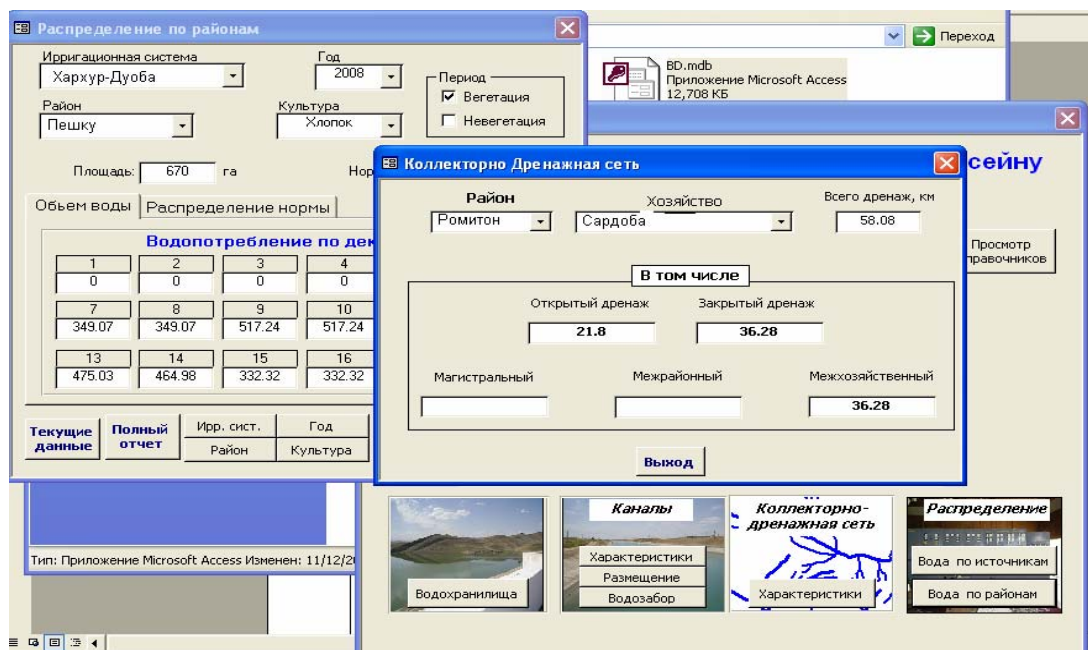 Распределение по районам
Ирригационная система
Год
Хархур-Дуоба
2008
Период
Вегетация
Невегетация
Район
Культура
Пешку
Хлопок
Площадь:
670
га
Нор
Обьем воды
Распределение нормы
Водопотребление по дек
1 2 3 4
0 0 0 0
7 8 9 10
349.07 349.07 517.24 517.24
13 14 15 16
475.03 464.98 332.32 332.32
Текущие данные
Полный отчет
Ирр. сист.
Год
Район
Культура
Переход
BD.mdb
Приложение Microsoft Access
12,708 КБ
сейну
Просмотр
правочников
Коллекторно Дренажная сеть
Район
Хозяйство
Всего дренаж, км
Ромитон
Сардоба
58.08
В том числе
Открытый дренаж
Закрытый дренаж
21.8
36.28
Магистральный
Межрайонный
Межхозяйственный
36.28
Выход
Тип: Приложение Microsoft Access Изменен: 11/12/2
Водохранилища
Каналы
Характеристики
Размещение
Водозабор
Коллекторно-
дренажная сеть
Характеристики
Распределение
Вода по источникам
Вода по районам